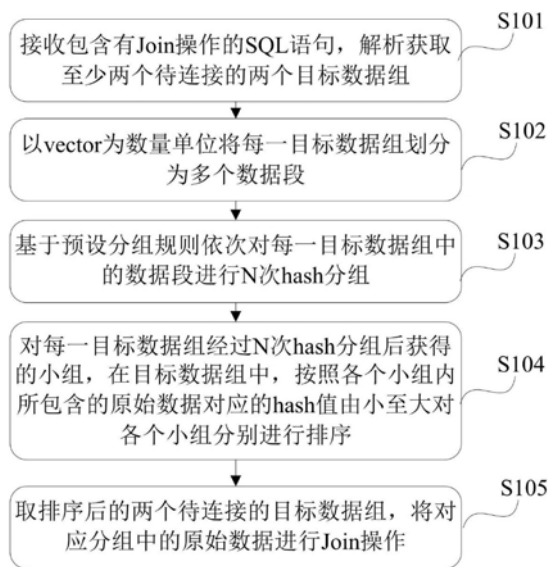 S101
接收包含有Join操作的SQL语句，解析获取
至少两个待连接的两个目标数据组
S102
以vector为数量单位将每一目标数据组划分
为多个数据段
S103
基于预设分组规则依次对每一目标数据组中
的数据段进行N次hash分组
对每一目标数据组经过N次hash分组后获得
的小组，在目标数据组中，按照各个小组内
S104
所包含的原始数据对应的hash值由小至大对
各个小组分别进行排序
S105
取排序后的两个待连接的目标数据组，将对
应分组中的原始数据进行Join操作